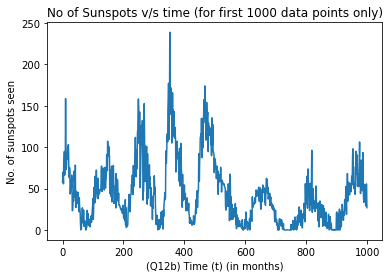 No of Sunspots v/s time (for first 1000 data points only)
250
200
150
100
50
0
No. of sunspots seen
0 200 400 600 800 1000
(Q12b) Time (t) (in months)